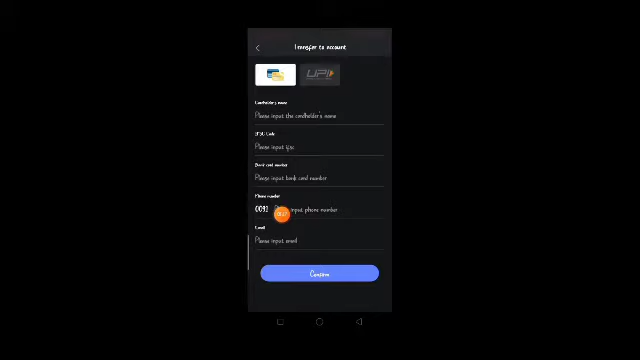 Transfer to account
UPI
Cardholder's name
Please input the cardholder's name
IFSC Code
Please input ifsc
Bank card number
Please input bank card number
Phone number
input phone number
Email
Please input email
Confirm